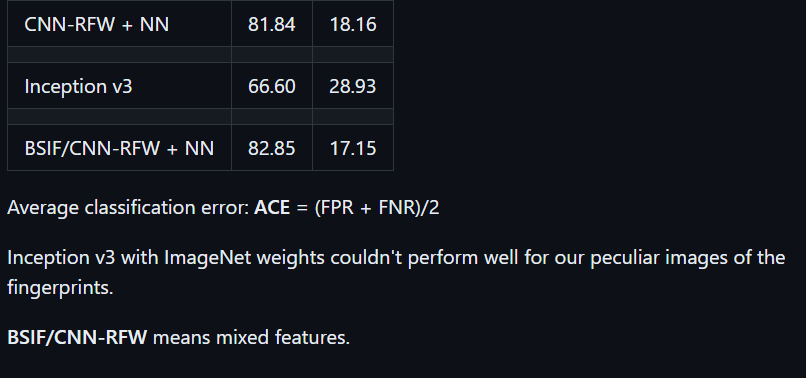 CNN-RFW + NN 81.84 18.16
Inception v3 66.60 28.93
BSIF/CNN-RFW + NN 82.85 17.15
Average classification error: ACE = (FPR + FNR)/2
Inception v3 with ImageNet weights couldn't perform well for our peculiar images of the
fingerprints.
BSIF/CNN-RFW means mixed features.